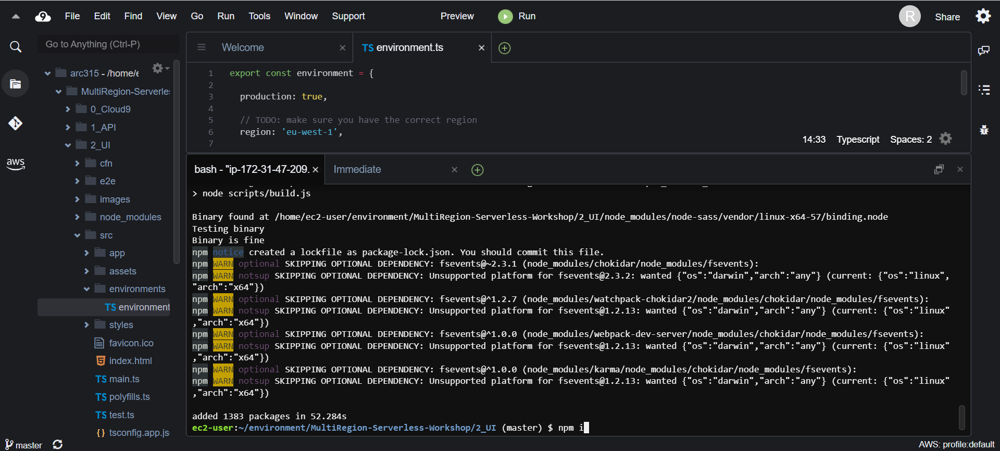 9 File Edit Find View Go Run Tools Window Support Preview Run R Share
Go to Anything (Ctrl-P)
arc315 - /home/e
MultiRegion-Serverles
0_Cloud9
1_API
2_UI
cfn
e2e
images
node_modules
src
app
assets
environments
TS environment
styles
favicon.ico
5 index.html
TS main.ts
TS polyfills.ts
TS test.ts
{} tsconfig.app.js
aws
Welcome
TS environment.ts
1 export const environment = {
2
3 production: true,
4
5 // TODO: make sure you have the correct region
6 region: 'eu-west-1',
7
14:33 Typescript Spaces: 2
bash - "ip-172-31-47-209.
Immediate
> node scripts/build.js
Binary found at /home/ec2-user/environment/MultiRegion-Serverless-Workshop/2_UI/node_modules/node-sass/vendor/linux-x64-57/binding.node
Testing binary
Binary is fine
npm notice created a lockfile as package-lock.json. You should commit this file.
npm WARN optional SKIPPING OPTIONAL DEPENDENCY: fsevents@~2.3.1 (node_modules/chokidar/node_modules/fsevents):
npm WARN notsup SKIPPING OPTIONAL DEPENDENCY: Unsupported platform for fsevents@2.3.2: wanted {"os":"darwin","arch":"any"} (current: {"os":"linux",
"arch":"x64"})
npm WARN optional SKIPPING OPTIONAL DEPENDENCY: fsevents@^1.2.7 (node_modules/watchpack-chokidar2/node_modules/chokidar/node_modules/fsevents):
npm WARN notsup SKIPPING OPTIONAL DEPENDENCY: Unsupported platform for fsevents@1.2.13: wanted {"os":"darwin","arch":"any"} (current: {"os":"linux"
,"arch":"x64"})
npm WARN optional SKIPPING OPTIONAL DEPENDENCY: fsevents@^1.0.0 (node_modules/webpack-dev-server/node_modules/chokidar/node_modules/fsevents):
npm WARN notsup SKIPPING OPTIONAL DEPENDENCY: Unsupported platform for fsevents@1.2.13: wanted {"os":"darwin","arch":"any"} (current: {"os":"linux"
,"arch":"x64"})
npm WARN optional SKIPPING OPTIONAL DEPENDENCY: fsevents@^1.0.0 (node_modules/karma/node_modules/chokidar/node_modules/fsevents):
npm WARN notsup SKIPPING OPTIONAL DEPENDENCY: Unsupported platform for fsevents@1.2.13: wanted {"os":"darwin","arch":"any"} (current: {"os":"linux"
,"arch":"x64"})
added 1383 packages in 52.284s
ec2-user:~/environment/MultiRegion-Serverless-Workshop/2_UI (master) $ npm i
master
AWS: profile:default